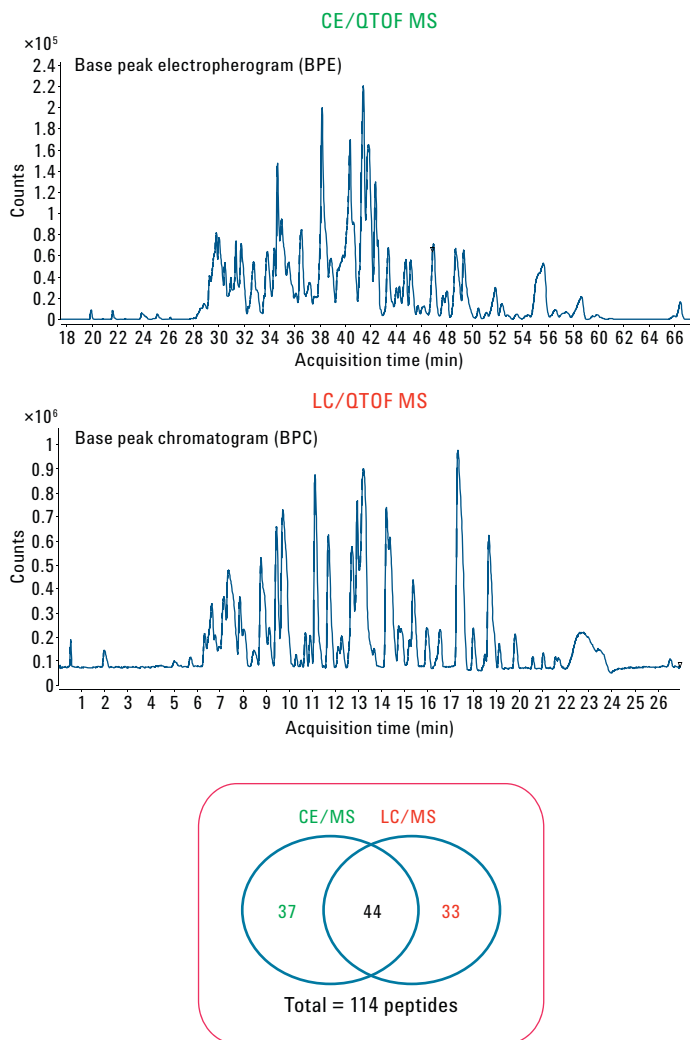 CE/QTOF MS
×10⁵
Base peak electropherogram (BPE)
2.4
2.2
2
1.8
1.6
1.4
1.2
1
0.8
0.6
0.4
0.2
0
Counts
18 20 22 24 26 28 30 32 34 36 38 40 42 44 46 48 50 52 54 56 58 60 62 64 66
Acquisition time (min)
LC/QTOF MS
×10⁶
Base peak chromatogram (BPC)
1
0.9
0.8
0.7
0.6
0.5
0.4
0.3
0.2
0.1
0
Counts
1 2 3 4 5 6 7 8 9 10 11 12 13 14 15 16 17 18 19 20 21 22 23 24 25 26
Acquisition time (min)
CE/MS LC/MS
37 44 33
Total = 114 peptides